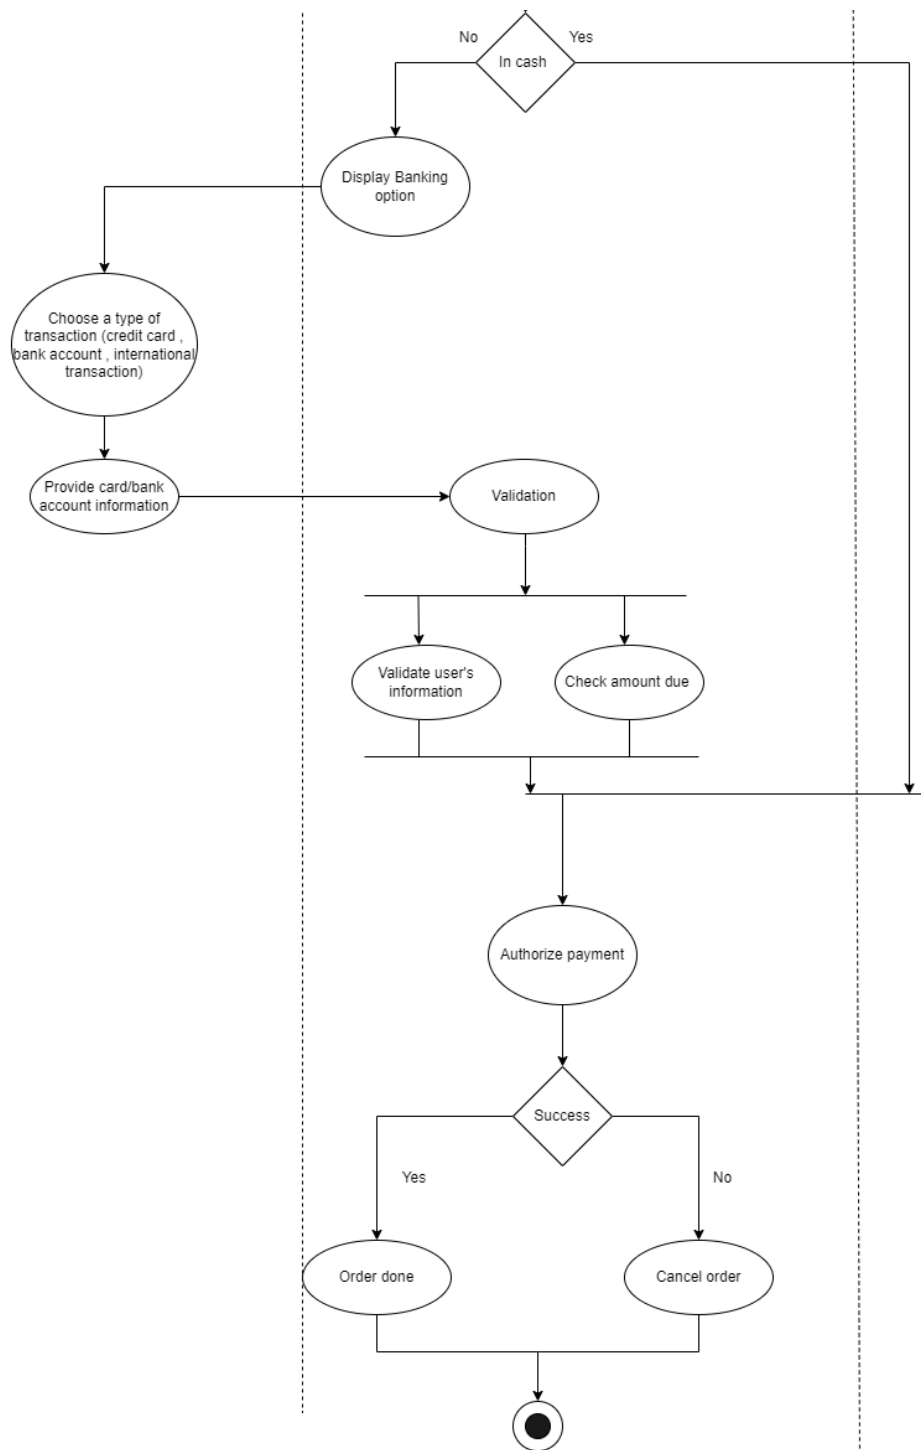 No
Yes
In cash
Display Banking
option
Choose a type of
transaction (credit card ,
bank account , international
transaction)
Provide card/bank
account information
Validation
Validate user's
information
Check amount due
Authorize payment
Success
Yes
No
Order done
Cancel order